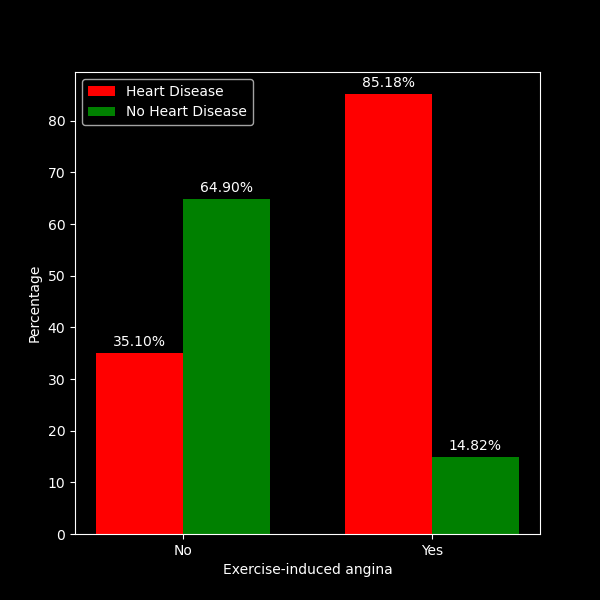 85.18%
Heart Disease
No Heart Disease
80
70
64.90%
60
50
40
35.10%
30
20
14.82%
10
0
Percentage
No
Yes
Exercise-induced angina